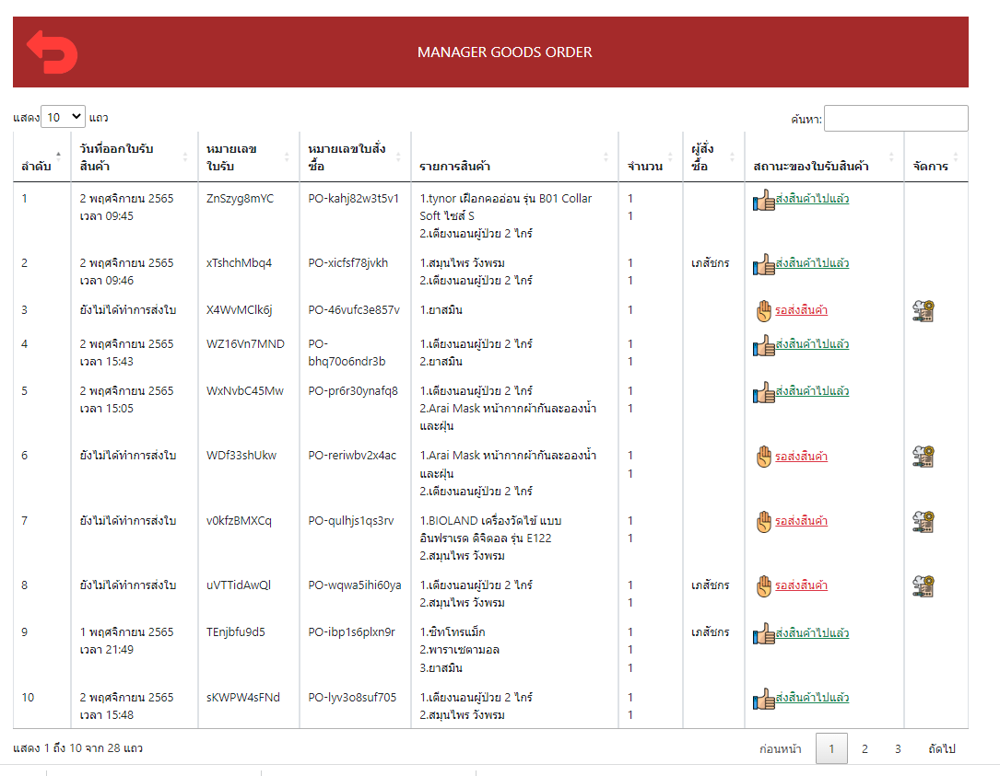 MANAGER GOODS ORDER
แสดง 10 แถว
ค้นหา:
ลำดับ วันที่ออกใบรับสินค้า หมายเลขใบรับ หมายเลขใบสั่งซื้อ รายการสินค้า จำนวน ผู้สั่งซื้อ สถานะของใบรับสินค้า จัดการ
1 2 พฤศจิกายน 2565 ZnSzyg8mYC PO-kahj82w3t5v1 1.tynor เฝือกคออ่อน รุ่น B01 Collar 1 ส่งสินค้าไปแล้ว
เวลา 09:45 Soft ไซส์ S 1
2.เตียงนอนผู้ป่วย 2 ไกร์
2 2 พฤศจิกายน 2565 xTshchMbq4 PO-xicfsf78jvkh 1.สมุนไพร วังพรม 1 เภสัชกร ส่งสินค้าไปแล้ว
เวลา 09:46 2.เตียงนอนผู้ป่วย 2 ไกร์ 1
3 ยังไม่ได้ทำการส่งใบ X4WvMClk6j PO-46vufc3e857v 1.ยาสมิน 1 รอส่งสินค้า
4 2 พฤศจิกายน 2565 WZ16Vn7MND PO- 1.เตียงนอนผู้ป่วย 2 ไกร์ 1 ส่งสินค้าไปแล้ว
เวลา 15:43 bhq70o6ndr3b 2.ยาสมิน 1
5 2 พฤศจิกายน 2565 WxNvbC45Mw PO-pr6r30ynafq8 1.เตียงนอนผู้ป่วย 2 ไกร์ 1 ส่งสินค้าไปแล้ว
เวลา 15:05 2.Arai Mask หน้ากากผ้ากันละอองน้ำ 1
และฝุ่น
6 ยังไม่ได้ทำการส่งใบ WDf33shUkw PO-reriwbv2x4ac 1.Arai Mask หน้ากากผ้ากันละอองน้ำ 1 รอส่งสินค้า
และฝุ่น 1
2.เตียงนอนผู้ป่วย 2 ไกร์
7 ยังไม่ได้ทำการส่งใบ v0kfzBMXCq PO-qulhjs1qs3rv 1.BIOLAND เครื่องวัดไข้ แบบ 1 รอส่งสินค้า
อินฟราเรด ดิจิตอล รุ่น E122 1
2.สมุนไพร วังพรม
8 ยังไม่ได้ทำการส่งใบ uVTTidAwQl PO-wqwa5ihi60ya 1.เตียงนอนผู้ป่วย 2 ไกร์ 1 เภสัชกร รอส่งสินค้า
2.สมุนไพร วังพรม 1
9 1 พฤศจิกายน 2565 TEnjbfu9d5 PO-ibp1s6plxn9r 1.ซิทโทรแม็ก 1 เภสัชกร ส่งสินค้าไปแล้ว
เวลา 21:49 2.พาราเซตามอล 1
3.ยาสมิน 1
10 2 พฤศจิกายน 2565 sKWPW4sFNd PO-lyv3o8suf705 1.เตียงนอนผู้ป่วย 2 ไกร์ 1 ส่งสินค้าไปแล้ว
เวลา 15:48 2.สมุนไพร วังพรม 1
แสดง 1 ถึง 10 จาก 28 แถว
ก่อนหน้า 1 2 3 ถัดไป